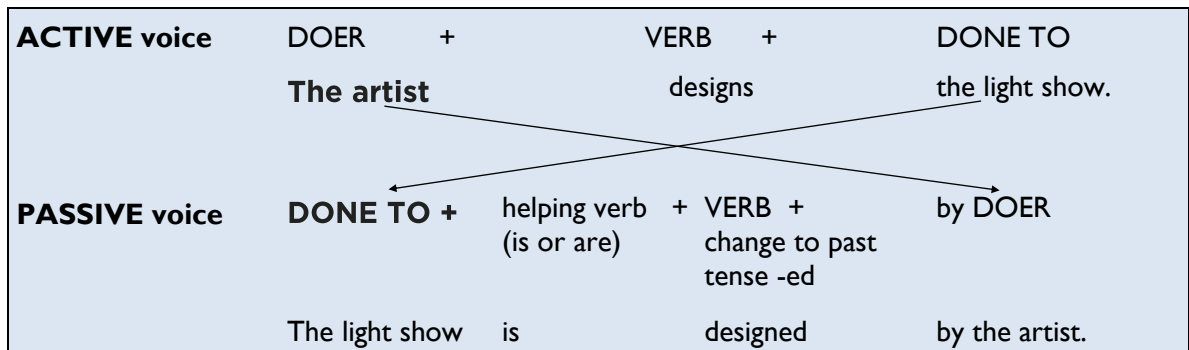 ACTIVE voice DOER + VERB + DONE TO
The artist designs the light show.
PASSIVE voice DONE TO + helping verb + VERB + by DOER
(is or are) change to past
tense -ed
The light show is designed by the artist.